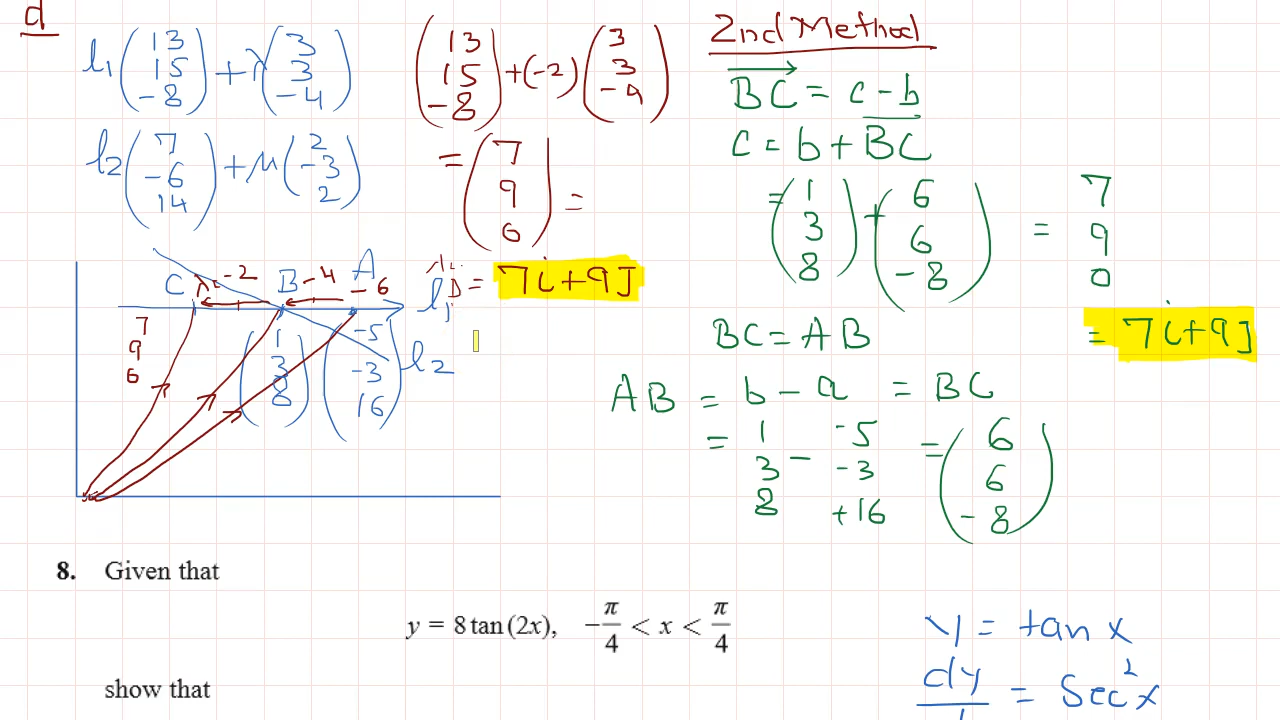 d
l1 (13 15 -8) + λ (3 3 -4)
l2 (7 -6 14) + μ (2 -3 2)
(13 15 -8) + (-2) (3 3 -4)
= (7 9 0) =
= 7i + 9J
C B A
-2 -4 -6
l1
l2
7 9 0
(1 3 8)
(-5 -3 16)
2nd Method
BC = c - b
c = b + BC
= (1 3 8) + (6 6 -8) = 7 9 0
= 7i + 9J
BC = AB
AB = b - a = BC
= 1 3 8 - -5 -3 +16 = (6 6 -8)
8. Given that
y = 8 tan (2x), -π/4 < x < π/4
show that
y = tan x
dy = Sec²x